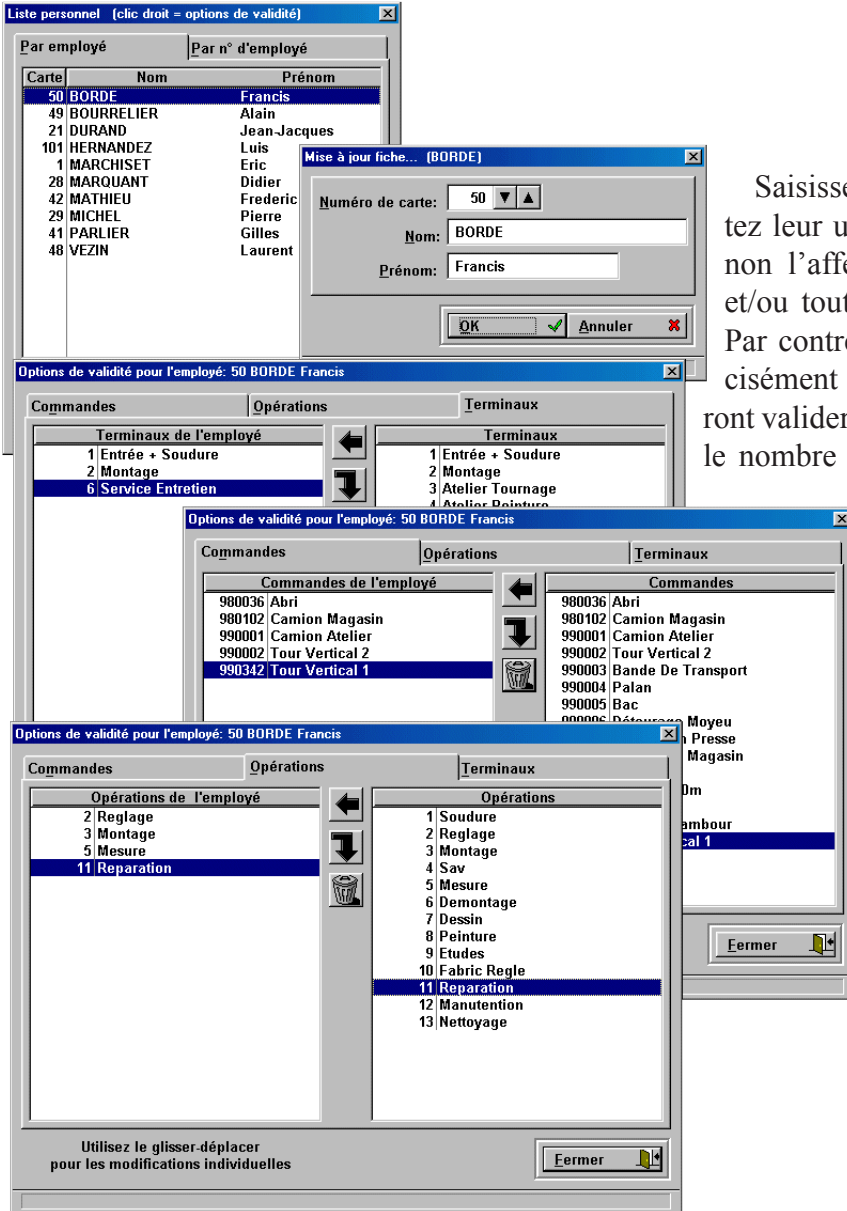 Liste personnel (clic droit = options de validité)
Par employé Par n° d'employé
Carte Nom Prénom
50 BORDE Francis
49 BOURRELIER Alain
21 DURAND Jean-Jacques
101 HERNANDEZ Luis
1 MARCHISET Eric
28 MARQUANT Didier
42 MATHIEU Frederic
29 MICHEL Pierre
41 PARLIER Gilles
48 VEZIN Laurent
Mise à jour fiche... (BORDE)
Numéro de carte: 50
Nom: BORDE
Prénom: Francis
OK Annuler
Saisisse
tez leur u
non l'affe
et/ou tout
Par contre
cisément
ront valider
le nombre
Options de validité pour l'employé: 50 BORDE Francis
Commandes Opérations Terminaux
Terminaux de l'employé Terminaux
1 Entrée + Soudure 1 Entrée + Soudure
2 Montage 2 Montage
6 Service Entretien 3 Atelier Tournage
4 Atelier Peinture
Options de validité pour l'employé: 50 BORDE Francis
Commandes Opérations Terminaux
Commandes de l'employé Commandes
980036 Abri 980036 Abri
980102 Camion Magasin 980102 Camion Magasin
990001 Camion Atelier 990001 Camion Atelier
990002 Tour Vertical 2 990002 Tour Vertical 2
990342 Tour Vertical 1 990003 Bande De Transport
990004 Palan
990005 Bac
990006 Détourage Moyeu
Presse
Magasin
0m
ambour
cal 1
Fermer
Options de validité pour l'employé: 50 BORDE Francis
Commandes Opérations Terminaux
Opérations de l'employé Opérations
2 Reglage 1 Soudure
3 Montage 2 Reglage
5 Mesure 3 Montage
11 Reparation 4 Sav
5 Mesure
6 Demontage
7 Dessin
8 Peinture
9 Etudes
10 Fabric Regle
11 Reparation
12 Manutention
13 Nettoyage
Utilisez le glisser-déplacer
pour les modifications individuelles
Fermer